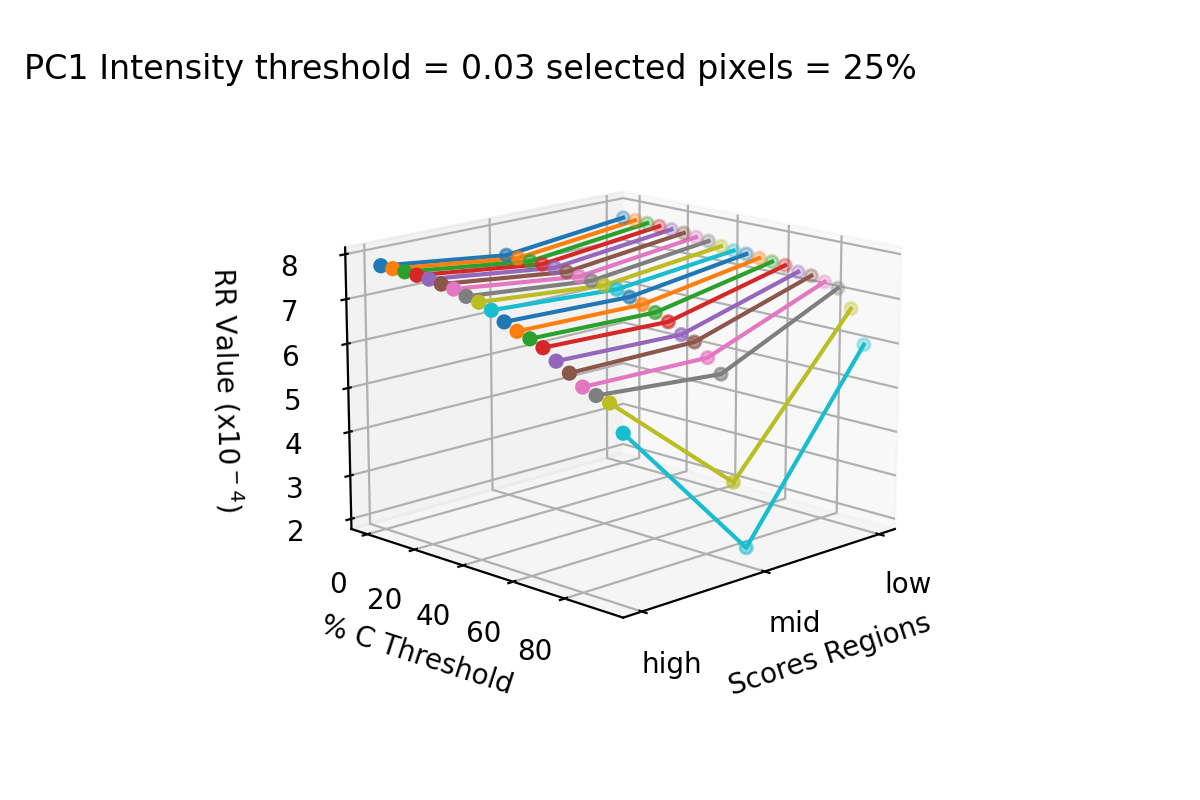 PC1 Intensity threshold = 0.03 selected pixels = 25%
RR Value (x10⁻⁴)
8
7
6
5
4
3
2
0
20
40
60
80
% C Threshold
high
mid
low
Scores Regions